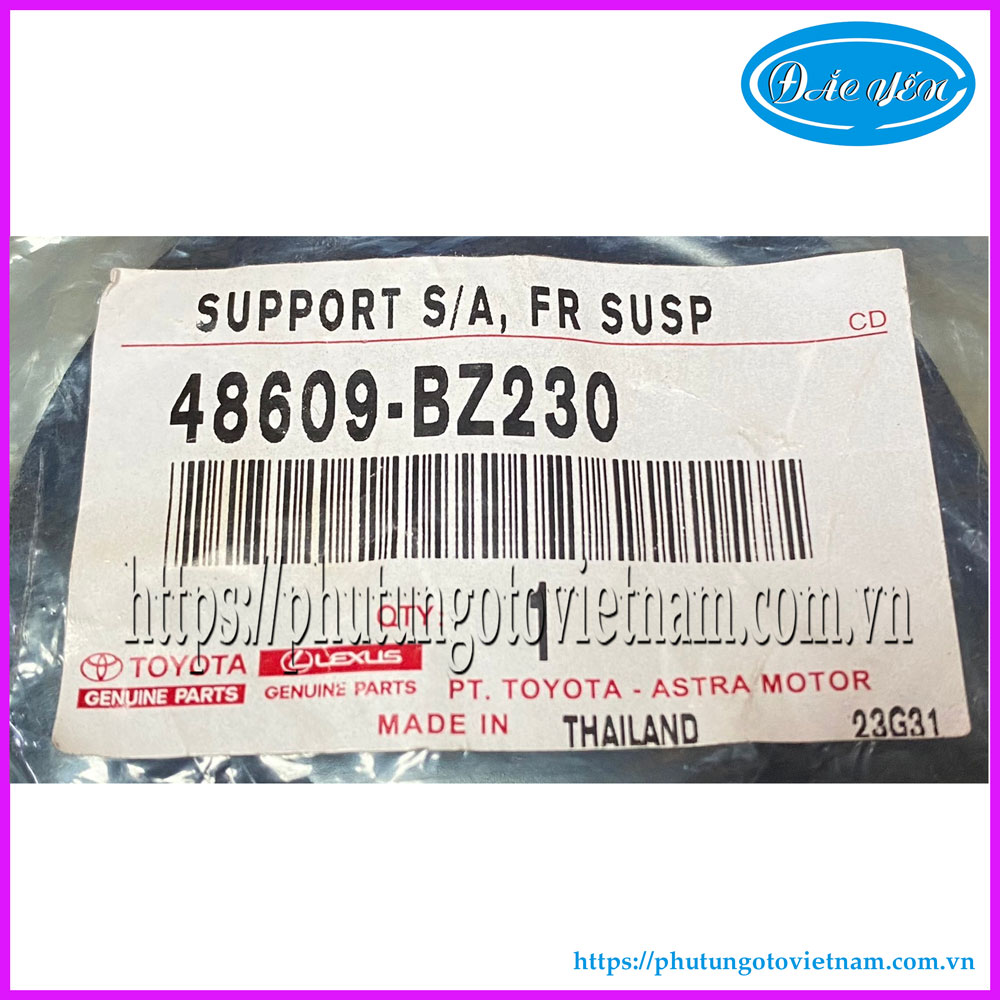 ĐẮC YẾN
SUPPORT S/A, FR SUSP
CD
48609-BZ230
https://phutungotovietnam.com.vn
QTY: 1
TOYOTA
GENUINE PARTS
LEXUS
GENUINE PARTS
PT. TOYOTA - ASTRA MOTOR
MADE IN THAILAND
23G31
https://phutungotovietnam.com.vn